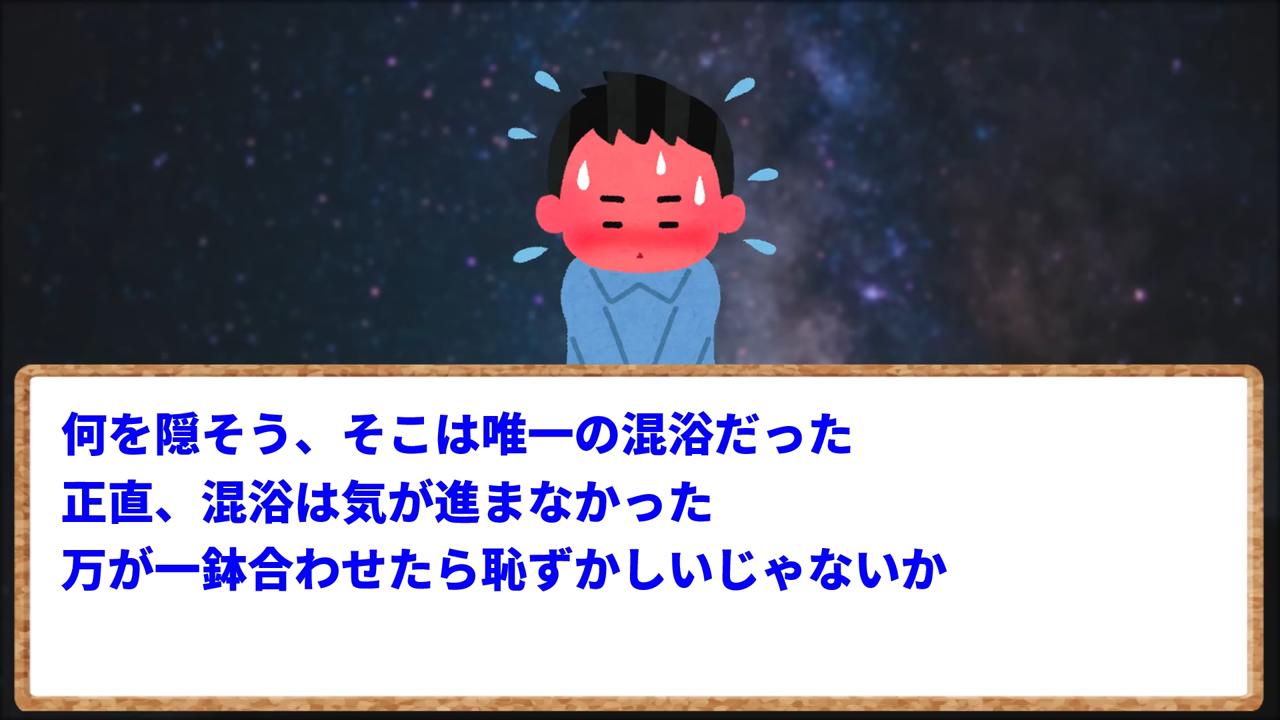 何を隠そう、そこは唯一の混浴だった
正直、混浴は気が進まなかった
万が一鉢合わせたら恥ずかしいじゃないか